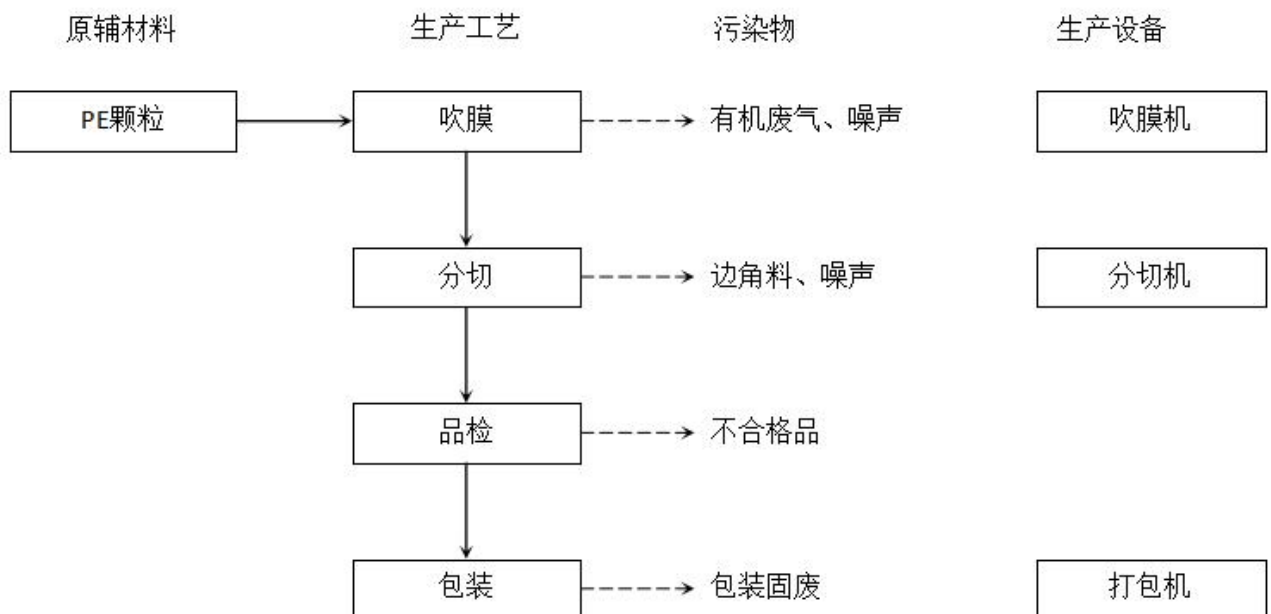 原辅材料 生产工艺 污染物 生产设备
PE颗粒 吹膜 有机废气、噪声 吹膜机
分切 边角料、噪声 分切机
品检 不合格品
包装 包装固废 打包机